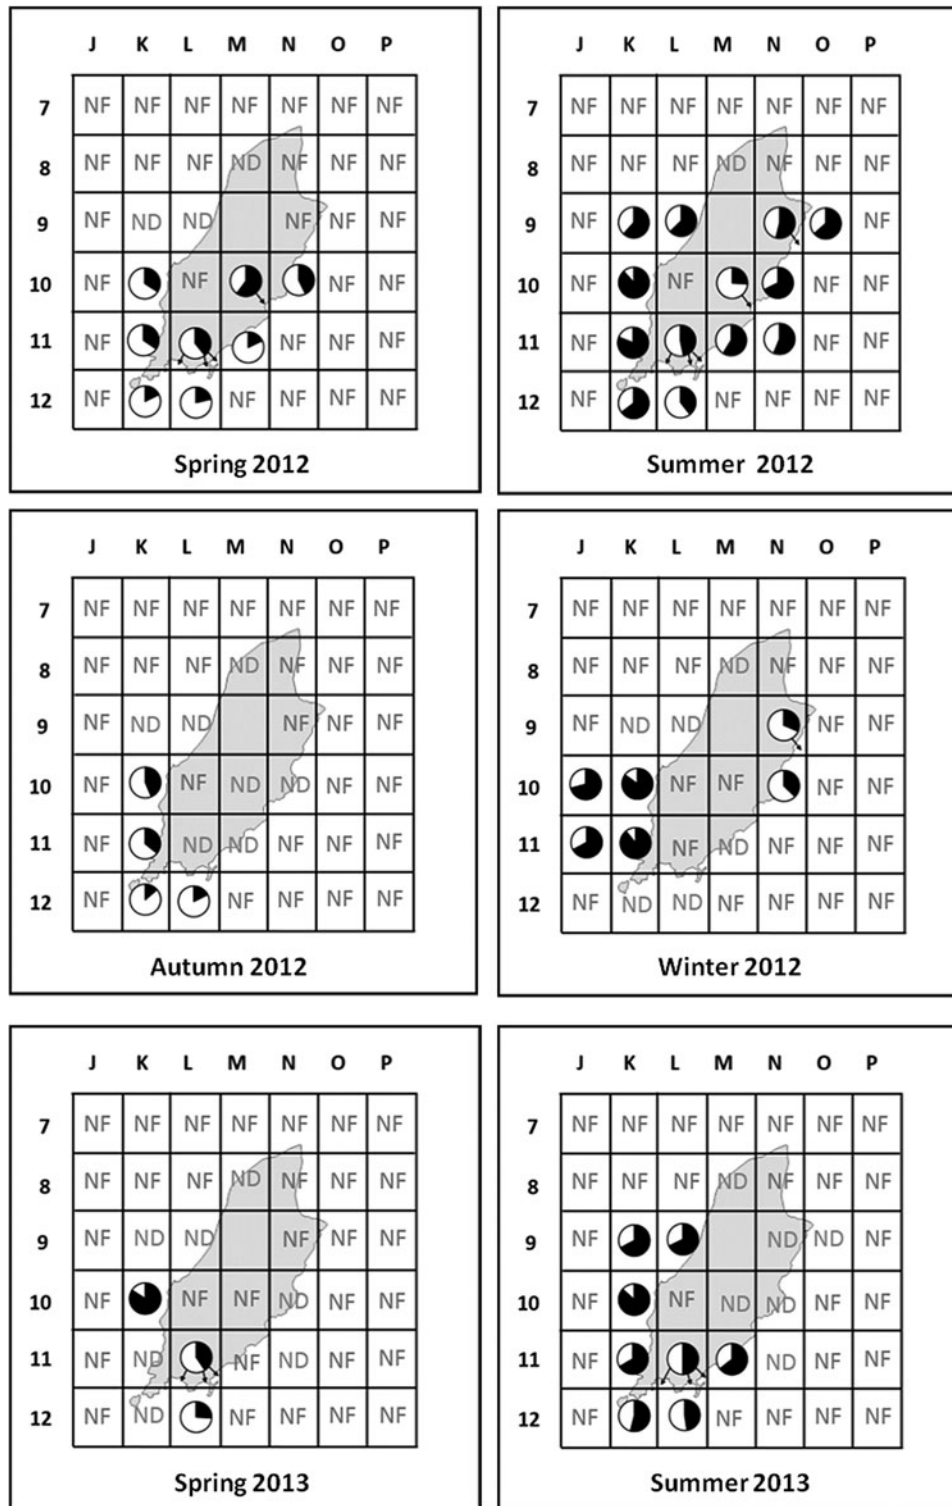 J K L M N O P
7 NF NF NF NF NF NF NF
8 NF NF NF ND NF NF NF
9 NF ND ND NF NF NF
10 NF NF NF NF
11 NF NF NF NF
12 NF NF NF NF NF
Spring 2012
J K L M N O P
7 NF NF NF NF NF NF NF
8 NF NF NF ND NF NF NF
9 NF NF
10 NF NF NF NF
11 NF NF NF
12 NF NF NF NF NF
Summer 2012
J K L M N O P
7 NF NF NF NF NF NF NF
8 NF NF NF ND NF NF NF
9 NF ND ND NF NF NF
10 NF NF ND ND NF NF
11 NF ND ND NF NF NF
12 NF NF NF NF NF
Autumn 2012
J K L M N O P
7 NF NF NF NF NF NF NF
8 NF NF NF ND NF NF NF
9 NF ND ND NF NF
10 NF NF NF NF
11 NF ND NF NF NF
12 NF ND ND NF NF NF NF
Winter 2012
J K L M N O P
7 NF NF NF NF NF NF NF
8 NF NF NF ND NF NF NF
9 NF ND ND NF NF NF
10 NF NF NF ND NF NF
11 NF ND NF ND NF NF
12 NF ND NF NF NF NF
Spring 2013
J K L M N O P
7 NF NF NF NF NF NF NF
8 NF NF NF ND NF NF NF
9 NF ND ND NF
10 NF NF ND ND NF NF
11 NF ND NF NF
12 NF NF NF NF NF
Summer 2013